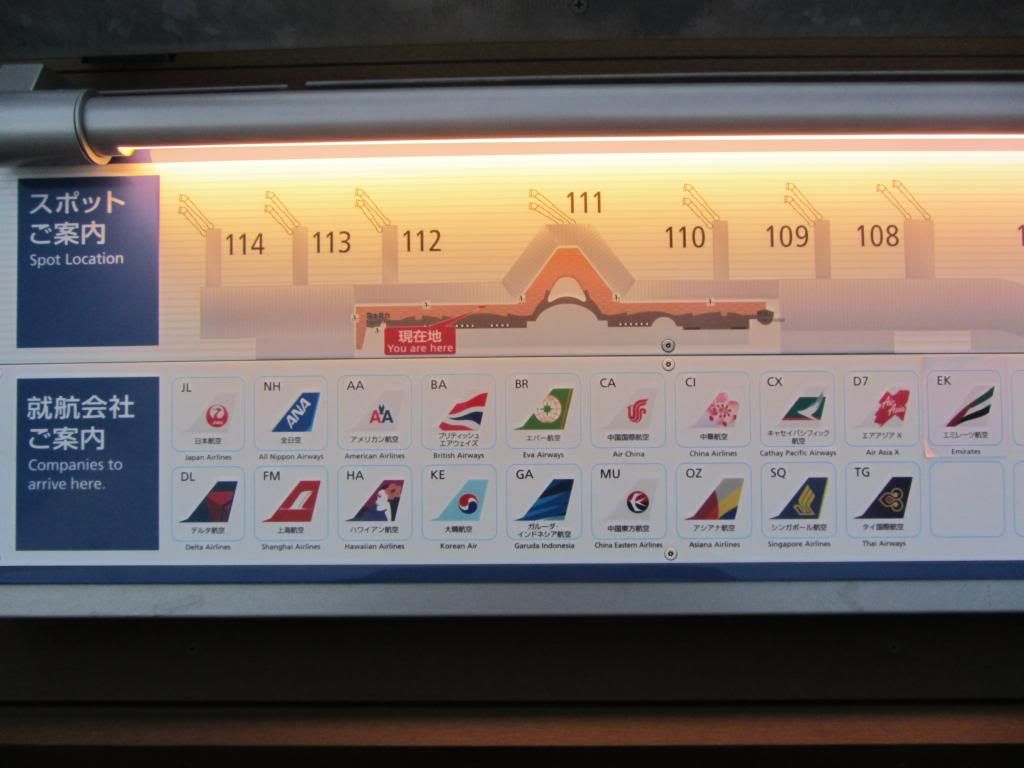 スポット
ご案内
Spot Location
114
113
112
111
110
109
108
1
現在地
You are here
就航会社
ご案内
Companies to
arrive here.
JL
日本航空
Japan Airlines
NH
ANA
全日空
All Nippon Airways
AA
AA
アメリカン航空
American Airlines
BA
ブリティッシュ
エアウェイズ
British Airways
BR
エバー航空
Eva Airways
CA
中国国際航空
Air China
CI
中華航空
China Airlines
CX
キャセイパシフィック
航空
Cathay Pacific Airways
D7
Air
Asia
エアアジア X
Air Asia X
EK
エミレーツ航空
Emirates
DL
デルタ航空
Delta Airlines
FM
上海航空
Shanghai Airlines
HA
ハワイアン航空
Hawaiian Airlines
KE
大韓航空
Korean Air
GA
ガルーダ・
インドネシア航空
Garuda Indonesia
MU
中国東方航空
China Eastern Airlines
OZ
アシアナ航空
Asiana Airlines
SQ
シンガポール航空
Singapore Airlines
TG
タイ国際航空
Thai Airways